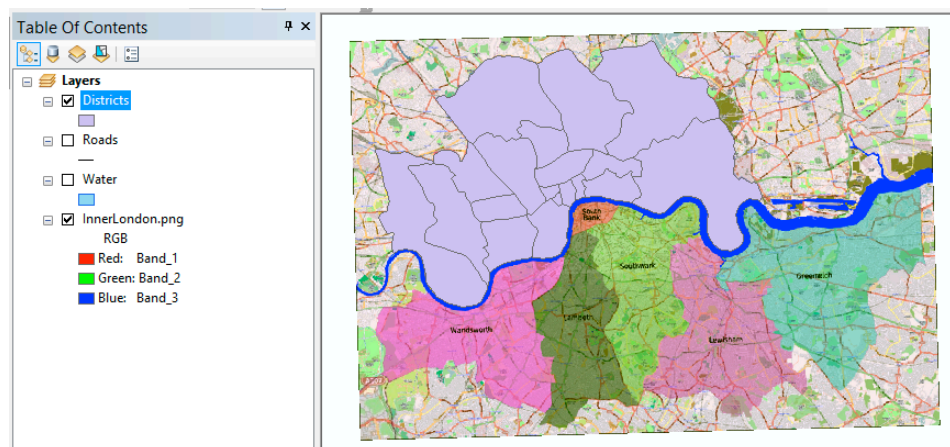 Table Of Contents
Layers
Districts
Roads
Water
InnerLondon.png
RGB
Red: Band_1
Green: Band_2
Blue: Band_3
South
Bank
Southwark
Greenwich
Wandsworth
Lambeth
Lewisham